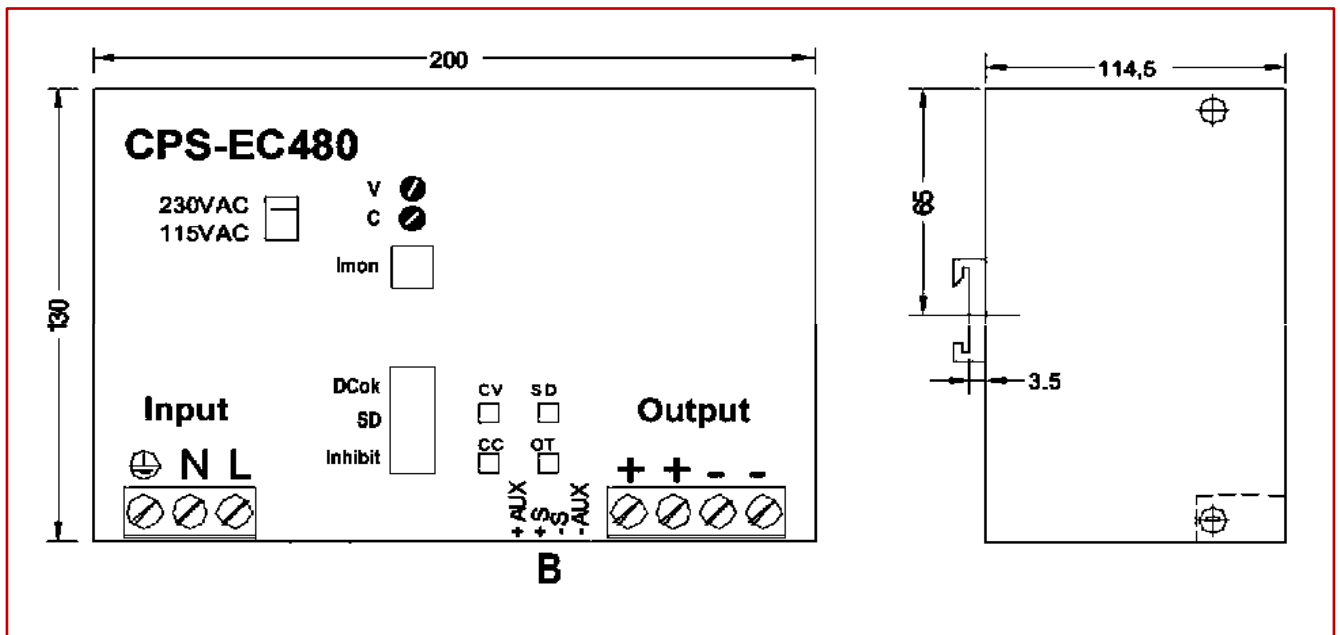 200
114,5
CPS-EC480
V
230VAC
C
115VAC
65
Imon
130
3.5
DCok
CV
SD
Input
SD
Output
CC
OT
Inhibit
N L
+ + - -
+AUX
+S
-S
-AUX
B